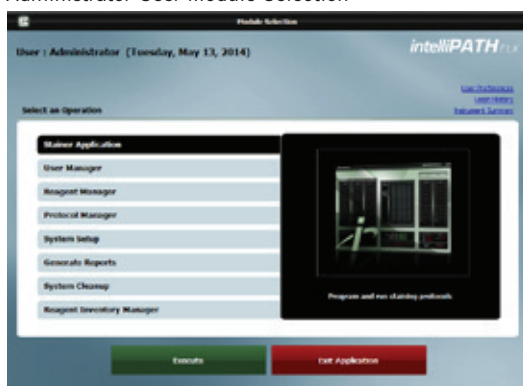 Administrator User Module Selection
Module Selection
User : Administrator (Tuesday, May 13, 2014)
intelliPATH FLX
User Preferences
Login History
Instrument Summary
Select an Operation
Stainer Application
User Manager
Reagent Manager
Protocol Manager
System Setup
Generate Reports
System Cleanup
Reagent Inventory Manager
Program and run staining protocols
Execute
Exit Application